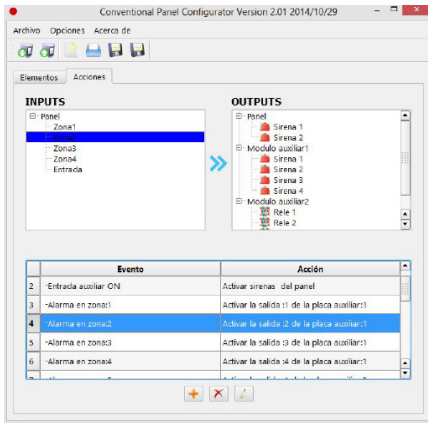 Conventional Panel Configurator Version 2.01 2014/10/29
Archivo Opciones Acerca de
Elementos Acciones
INPUTS
Panel
Zona1
Zona3
Zona4
Entrada
OUTPUTS
Panel
Sirena 1
Sirena 2
Modulo auxiliar1
Sirena 1
Sirena 2
Sirena 3
Sirena 4
Modulo auxiliar2
Rele 1
Rele 2
Evento Acción
2 -Entrada auxiliar ON Activar sirenas del panel
3 -Alarma en zona:1 Activar la salida :1 de la placa auxiliar:1
4 -Alarma en zona:2 Activar la salida :2 de la placa auxiliar:1
5 -Alarma en zona:3 Activar la salida :3 de la placa auxiliar:1
6 -Alarma en zona:4 Activar la salida :4 de la placa auxiliar:1